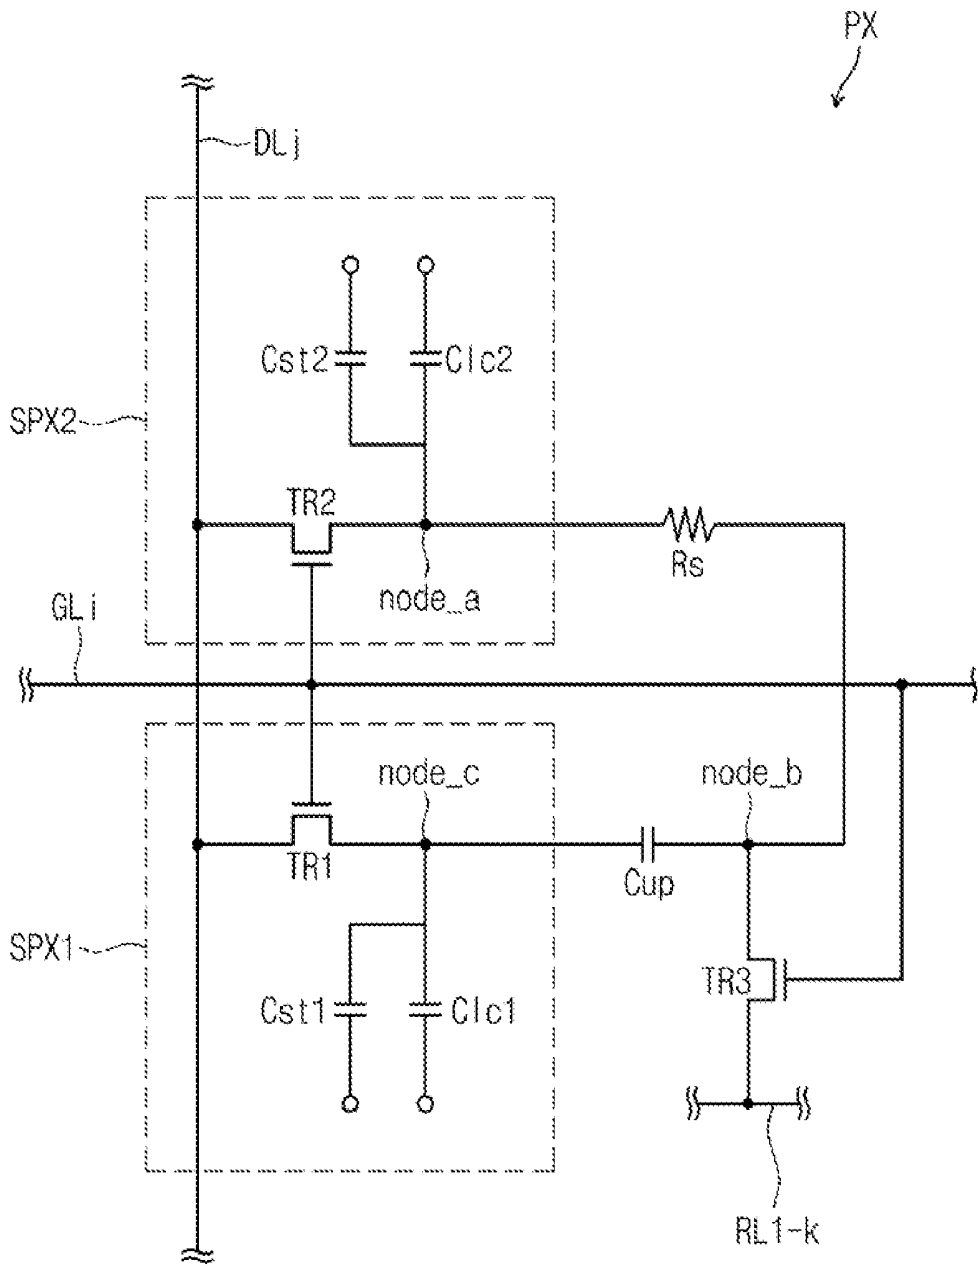 PX
DLj
Cst2
Clc2
SPX2
TR2
Rs
node_a
GLi
node_c
node_b
TR1
Cup
SPX1
TR3
Cst1
Clc1
RL1-k